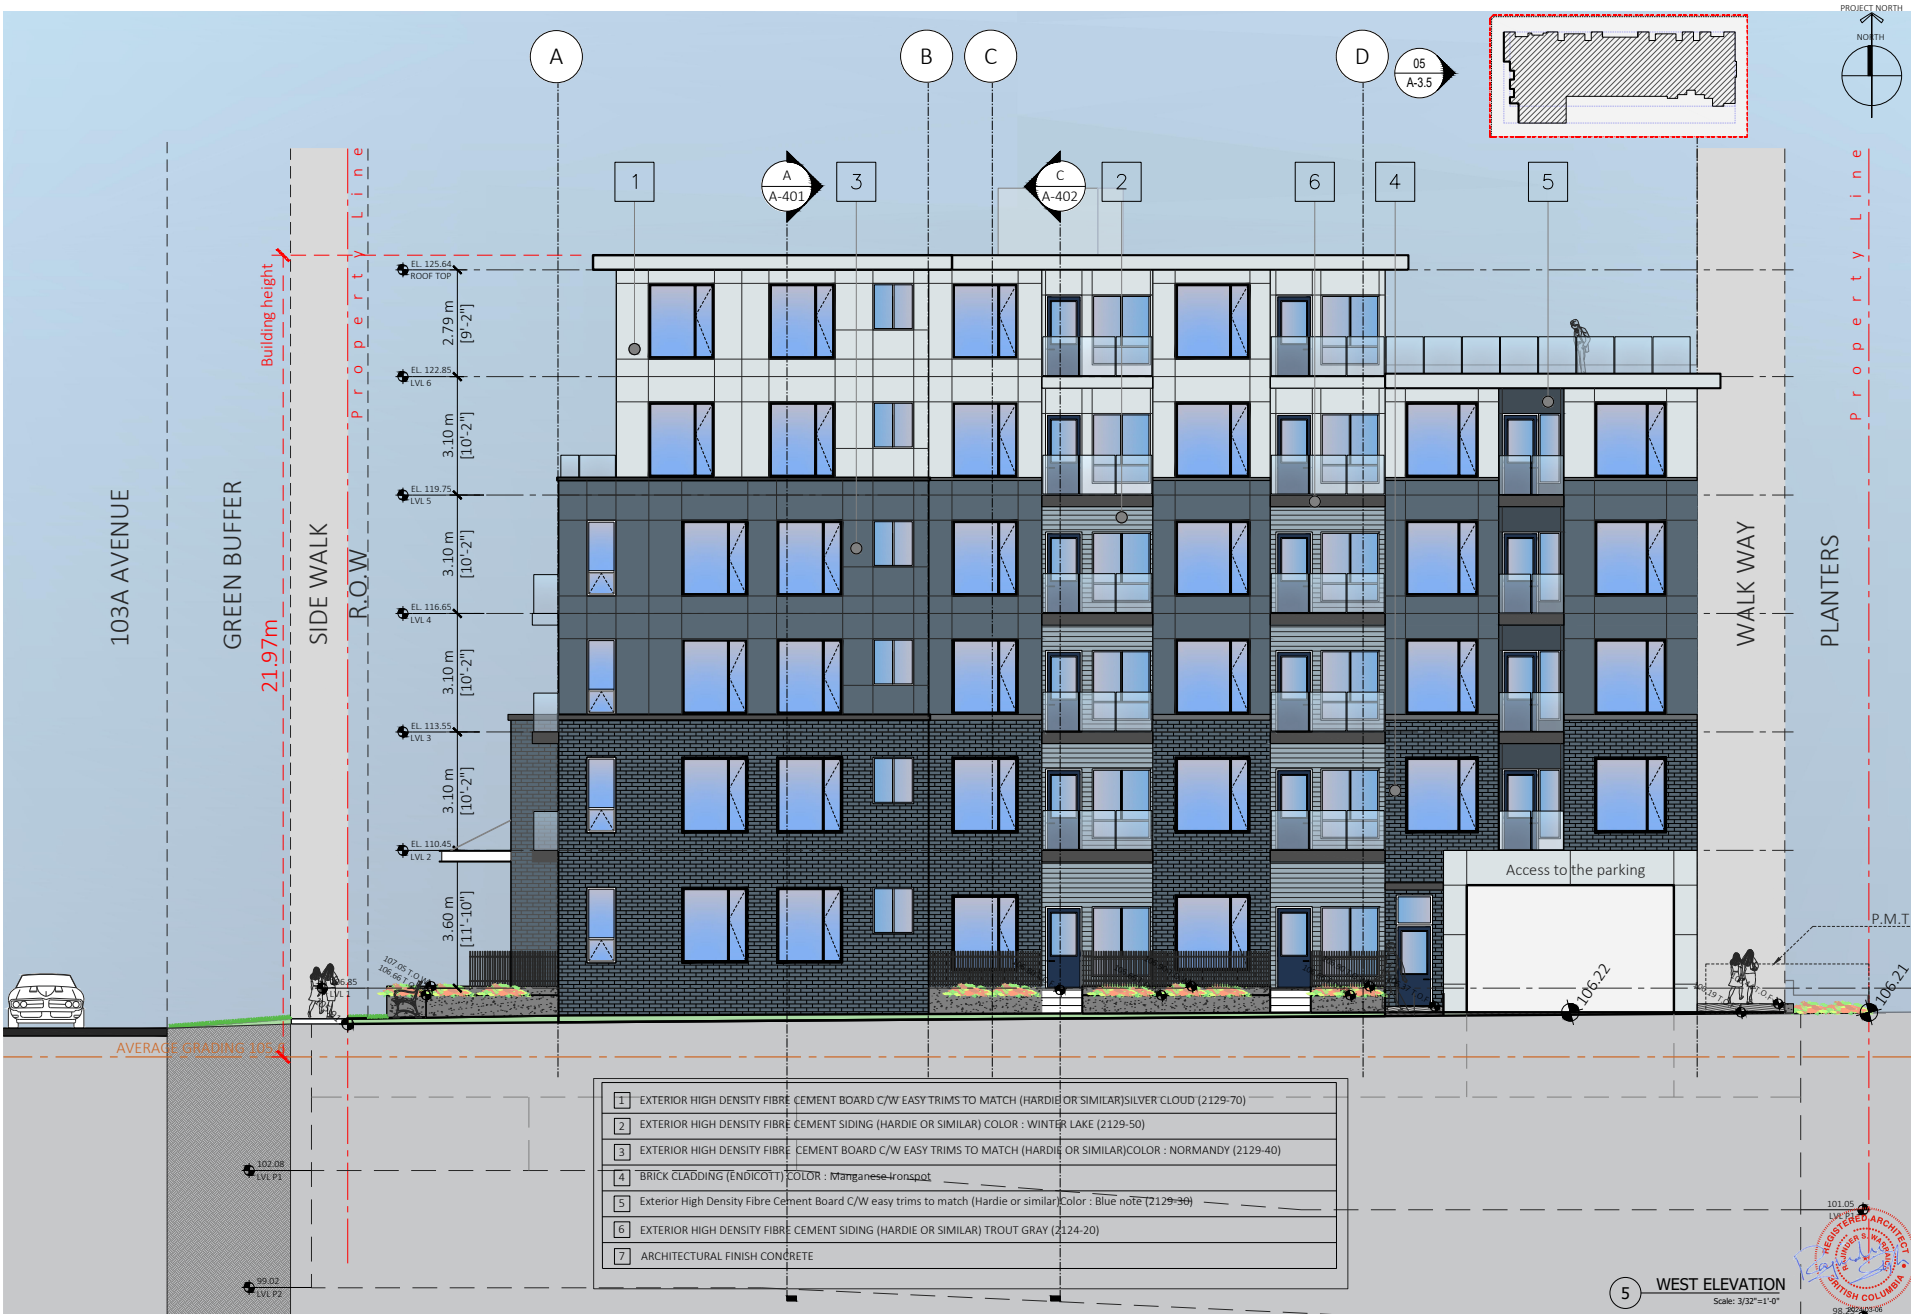 PROJECT NORTH
NORTH
A
B
C
D
05
A-3.5
1
A
A-401
3
C
A-402
2
6
4
5
Property Line
Property Line
Building height
21.97m
EL. 125.64
ROOF TOP
2.79 m
[9'-2"]
EL. 122.85
LVL 6
3.10 m
[10'-2"]
EL. 119.75
LVL 5
3.10 m
[10'-2"]
EL. 116.65
LVL 4
3.10 m
[10'-2"]
EL. 113.55
LVL 3
3.10 m
[10'-2"]
EL. 110.45
LVL 2
3.60 m
[11'-10"]
LVL 1
103A AVENUE
GREEN BUFFER
SIDE WALK
R.O.W
WALK WAY
PLANTERS
Access to the parking
P.M.T
107.05 T.O.W
106.66 T.O.
106.22
106.21
AVERAGE GRADING
1 EXTERIOR HIGH DENSITY FIBRE CEMENT BOARD C/W EASY TRIMS TO MATCH (HARDIE OR SIMILAR)SILVER CLOUD (2129-70)
2 EXTERIOR HIGH DENSITY FIBRE CEMENT SIDING (HARDIE OR SIMILAR) COLOR : WINTER LAKE (2129-50)
3 EXTERIOR HIGH DENSITY FIBRE CEMENT BOARD C/W EASY TRIMS TO MATCH (HARDIE OR SIMILAR)COLOR : NORMANDY (2129-40)
4 BRICK CLADDING (ENDICOTT) COLOR : Manganese Ironspot
5 Exterior High Density Fibre Cement Board C/W easy trims to match (Hardie or similar)Color : Blue note (2129-30)
6 EXTERIOR HIGH DENSITY FIBRE CEMENT SIDING (HARDIE OR SIMILAR) TROUT GRAY (2124-20)
7 ARCHITECTURAL FINISH CONCRETE
102.08
LVL P1
99.02
LVL P2
101.05
LVL P1
REGISTERED ARCHITECT
BRITISH COLUMBIA
5 WEST ELEVATION
Scale: 3/32"=1'-0"